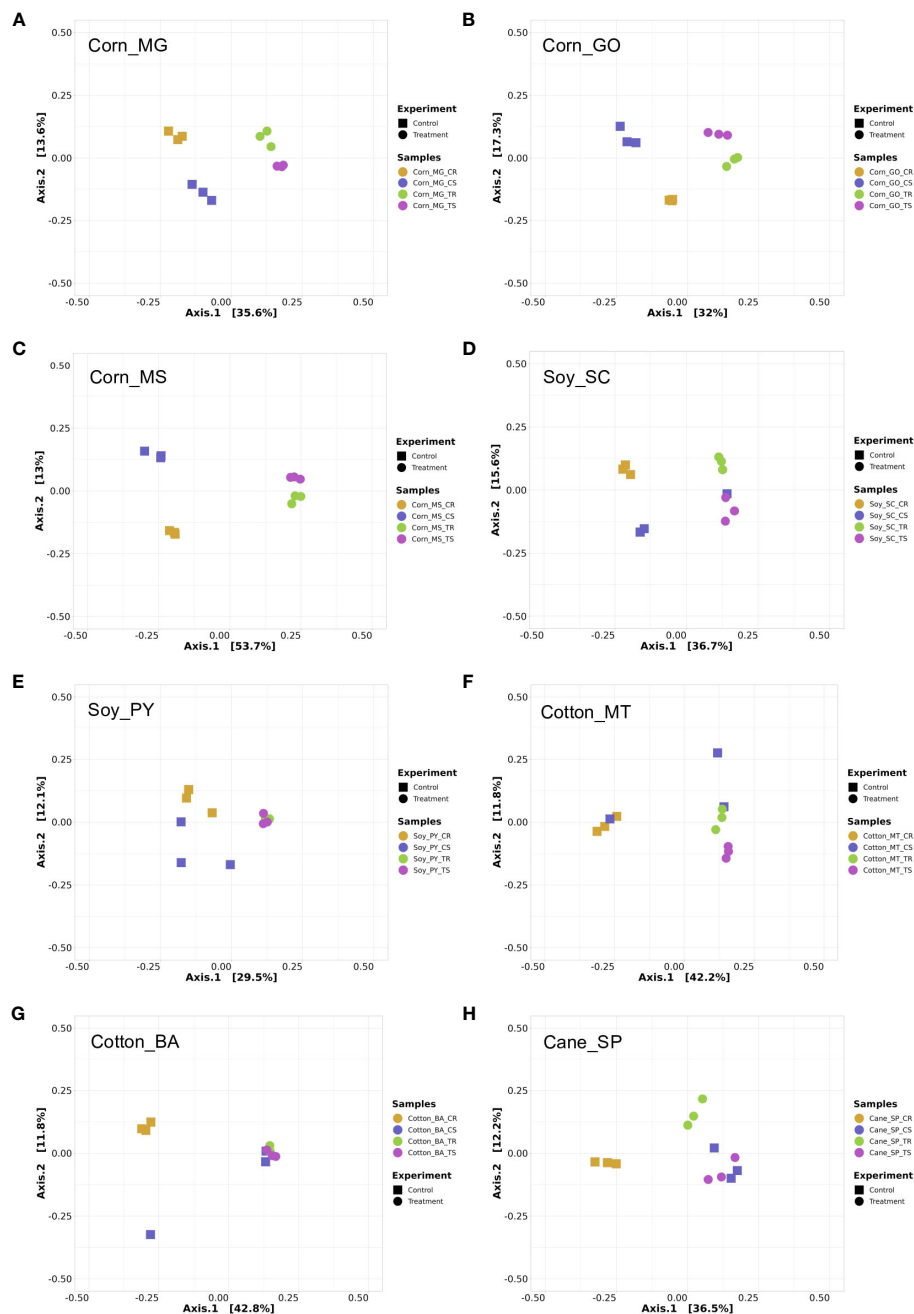 A
Corn_MG
0.50
0.25
0.00
-0.25
-0.50
Axis.2 [13.6%]
-0.50 -0.25 0.00 0.25 0.50
Axis.1 [35.6%]
Experiment
Control
Treatment
Samples
Corn_MG_CR
Corn_MG_CS
Corn_MG_TR
Corn_MG_TS
B
Corn_GO
0.50
0.25
0.00
-0.25
-0.50
Axis.2 [17.3%]
-0.50 -0.25 0.00 0.25 0.50
Axis.1 [32%]
Experiment
Control
Treatment
Samples
Corn_GO_CR
Corn_GO_CS
Corn_GO_TR
Corn_GO_TS
C
Corn_MS
0.50
0.25
0.00
-0.25
-0.50
Axis.2 [13%]
-0.50 -0.25 0.00 0.25 0.50
Axis.1 [53.7%]
Experiment
Control
Treatment
Samples
Corn_MS_CR
Corn_MS_CS
Corn_MS_TR
Corn_MS_TS
D
Soy_SC
0.50
0.25
0.00
-0.25
-0.50
Axis.2 [15.6%]
-0.50 -0.25 0.00 0.25 0.50
Axis.1 [36.7%]
Experiment
Control
Treatment
Samples
Soy_SC_CR
Soy_SC_CS
Soy_SC_TR
Soy_SC_TS
E
Soy_PY
0.50
0.25
0.00
-0.25
-0.50
Axis.2 [12.1%]
-0.50 -0.25 0.00 0.25 0.50
Axis.1 [29.5%]
Experiment
Control
Treatment
Samples
Soy_PY_CR
Soy_PY_CS
Soy_PY_TR
Soy_PY_TS
F
Cotton_MT
0.50
0.25
0.00
-0.25
-0.50
Axis.2 [11.8%]
-0.50 -0.25 0.00 0.25 0.50
Axis.1 [42.2%]
Experiment
Control
Treatment
Samples
Cotton_MT_CR
Cotton_MT_CS
Cotton_MT_TR
Cotton_MT_TS
G
Cotton_BA
0.50
0.25
0.00
-0.25
-0.50
Axis.2 [11.8%]
-0.50 -0.25 0.00 0.25 0.50
Axis.1 [42.8%]
Samples
Cotton_BA_CR
Cotton_BA_CS
Cotton_BA_TR
Cotton_BA_TS
Experiment
Control
Treatment
H
Cane_SP
0.50
0.25
0.00
-0.25
-0.50
Axis.2 [12.2%]
-0.50 -0.25 0.00 0.25 0.50
Axis.1 [36.5%]
Samples
Cane_SP_CR
Cane_SP_CS
Cane_SP_TR
Cane_SP_TS
Experiment
Control
Treatment